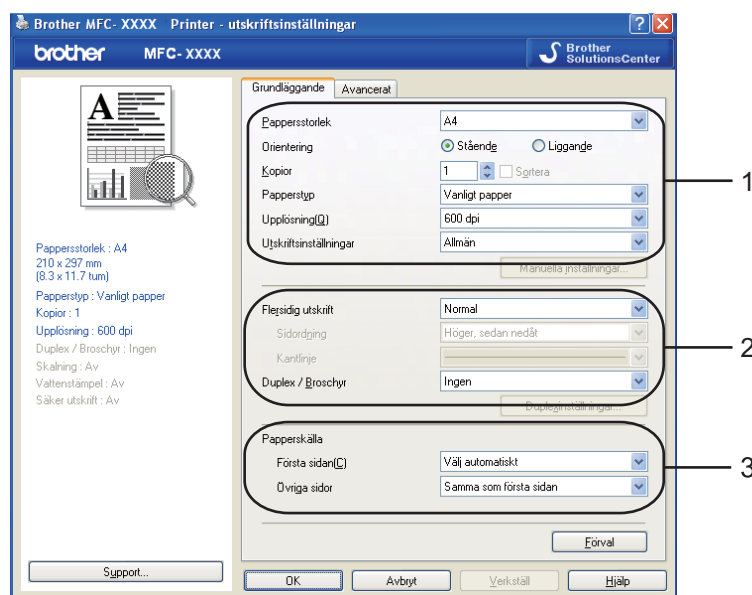 Brother MFC- XXXX Printer - utskriftsinställningar
brother MFC- XXXX
Brother
SolutionsCenter
A
Pappersstorlek : A4
210 x 297 mm
(8.3 x 11.7 tum)
Papperstyp : Vanligt papper
Kopior : 1
Upplösning : 600 dpi
Duplex / Broschyr : Ingen
Skalning : Av
Vattenstämpel : Av
Säker utskrift : Av
Support...
Grundläggande Avancerat
Pappersstorlek A4
Orientering Stående Liggande
Kopior 1 Sortera
Papperstyp Vanligt papper
Upplösning(Q) 600 dpi
Utskriftsinställningar Allmän
Manuella inställningar...
1
Flersidig utskrift Normal
Sidordning Höger, sedan nedåt
Kantlinje
Duplex / Broschyr Ingen
Duplexinställningar...
2
Papperskälla
Första sidan(C) Välj automatiskt
Övriga sidor Samma som första sidan
3
Förval
OK Avbryt Verkställ Hjälp